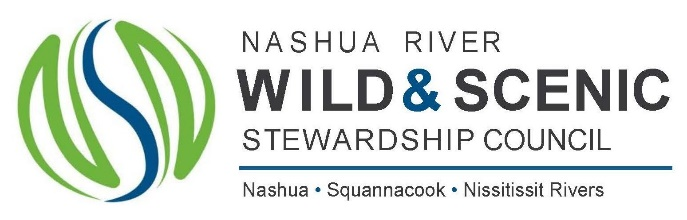 NASHUA RIVER
WILD & SCENIC
STEWARDSHIP COUNCIL
Nashua • Squannacook • Nissitissit Rivers